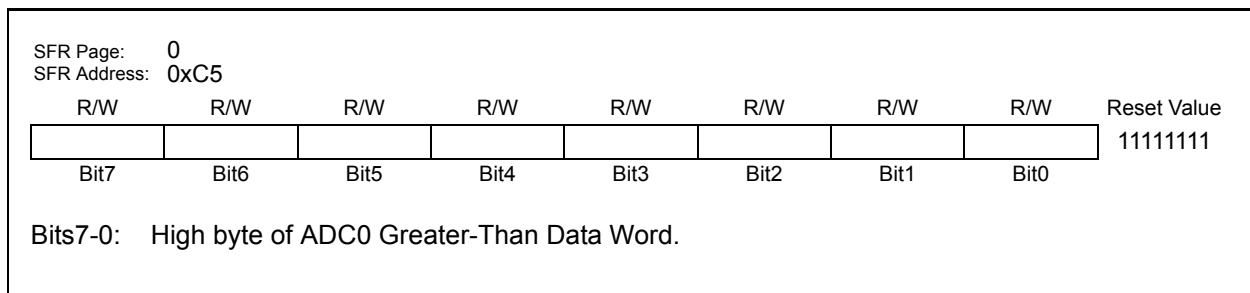 SFR Page: 0
SFR Address: 0xC5
R/W R/W R/W R/W R/W R/W R/W R/W Reset Value
11111111
Bit7 Bit6 Bit5 Bit4 Bit3 Bit2 Bit1 Bit0
Bits7-0: High byte of ADC0 Greater-Than Data Word.